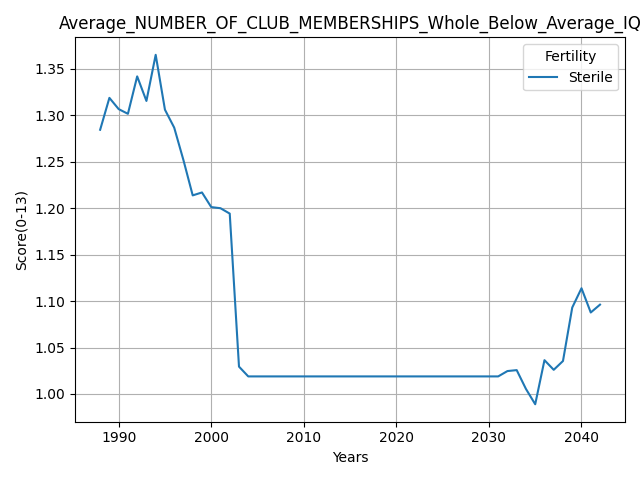 Average_NUMBER_OF_CLUB_MEMBERSHIPS_Whole_Below_Average_IQ
Fertility
Sterile
Score(0-13)
1.35
1.30
1.25
1.20
1.15
1.10
1.05
1.00
1990
2000
2010
2020
2030
2040
Years